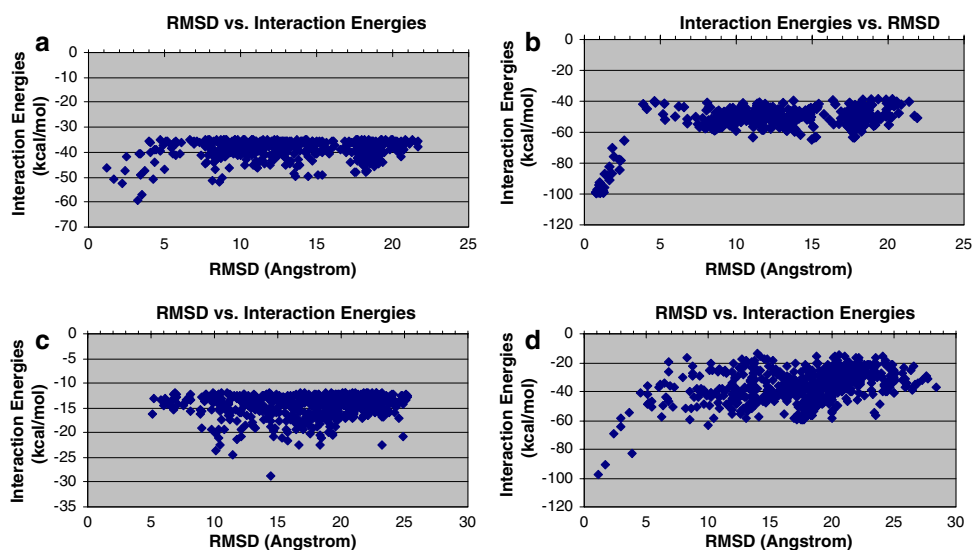 a
RMSD vs. Interaction Energies
Interaction Energies
(kcal/mol)
0
-10
-20
-30
-40
-50
-60
-70
0 5 10 15 20 25
RMSD (Angstrom)
b
Interaction Energies vs. RMSD
Interaction Energies
(kcal/mol)
0
-20
-40
-60
-80
-100
-120
0 5 10 15 20 25
RMSD (Angstrom)
c
RMSD vs. Interaction Energies
Interaction Energies
(kcal/mol)
0
-5
-10
-15
-20
-25
-30
-35
0 5 10 15 20 25 30
RMSD (Angstrom)
d
RMSD vs. Interaction Energies
Interaction Energies
(kcal/mol)
0
-20
-40
-60
-80
-100
-120
0 5 10 15 20 25 30
RMSD (Angstrom)